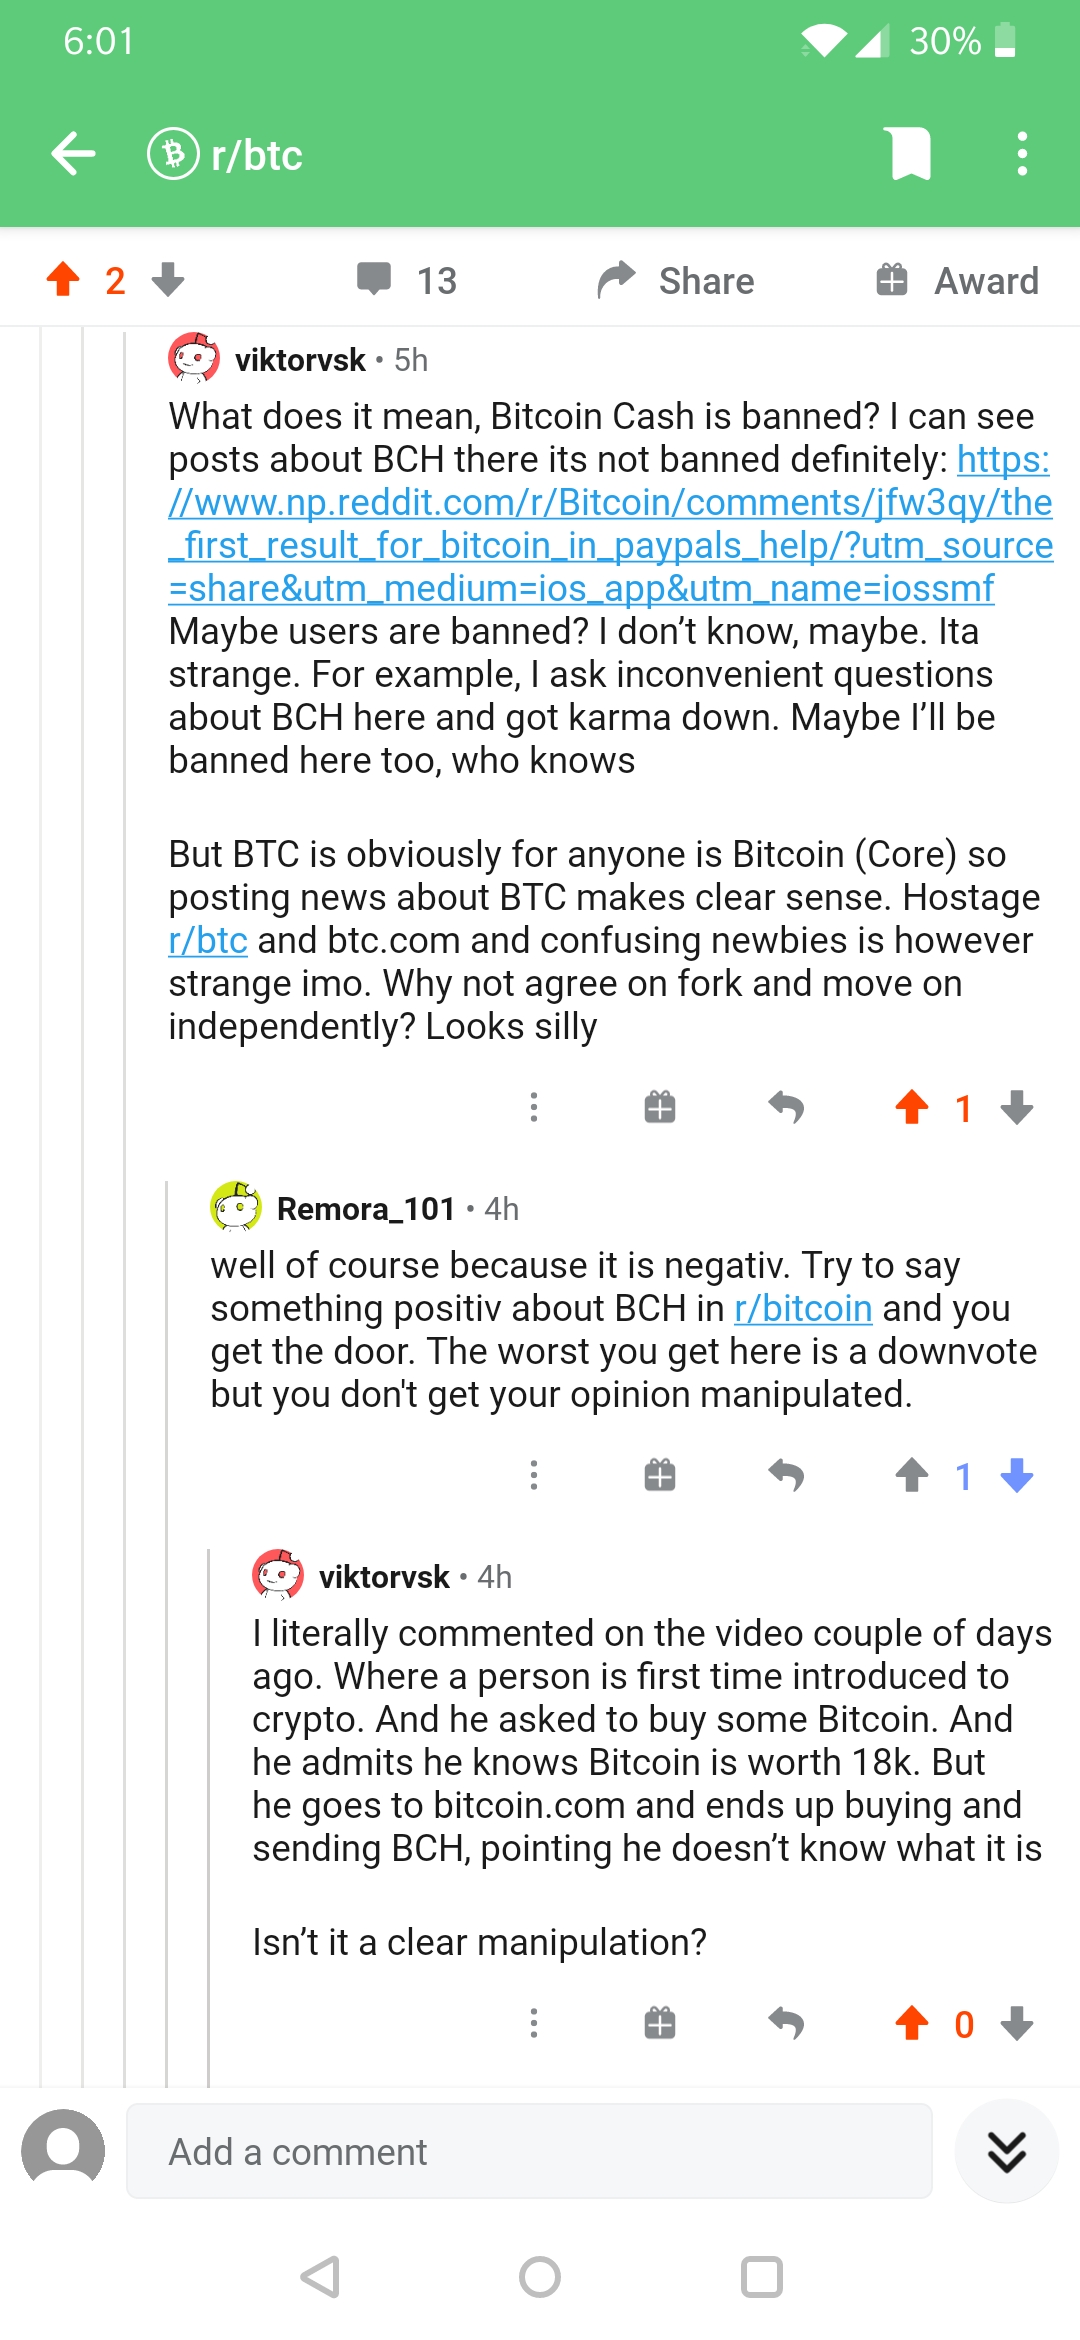 6:01
30%
r/btc
2
13
Share
Award
viktorvsk • 5h
What does it mean, Bitcoin Cash is banned? I can see
posts about BCH there its not banned definitely: https:
//www.np.reddit.com/r/Bitcoin/comments/jfw3qy/the
_first_result_for_bitcoin_in_paypals_help/?utm_source
=share&utm_medium=ios_app&utm_name=iossmf
Maybe users are banned? I don’t know, maybe. Ita
strange. For example, I ask inconvenient questions
about BCH here and got karma down. Maybe I’ll be
banned here too, who knows
But BTC is obviously for anyone is Bitcoin (Core) so
posting news about BTC makes clear sense. Hostage
r/btc and btc.com and confusing newbies is however
strange imo. Why not agree on fork and move on
independently? Looks silly
1
Remora_101 • 4h
well of course because it is negativ. Try to say
something positiv about BCH in r/bitcoin and you
get the door. The worst you get here is a downvote
but you don't get your opinion manipulated.
1
viktorvsk • 4h
I literally commented on the video couple of days
ago. Where a person is first time introduced to
crypto. And he asked to buy some Bitcoin. And
he admits he knows Bitcoin is worth 18k. But
he goes to bitcoin.com and ends up buying and
sending BCH, pointing he doesn’t know what it is
Isn’t it a clear manipulation?
0
Add a comment